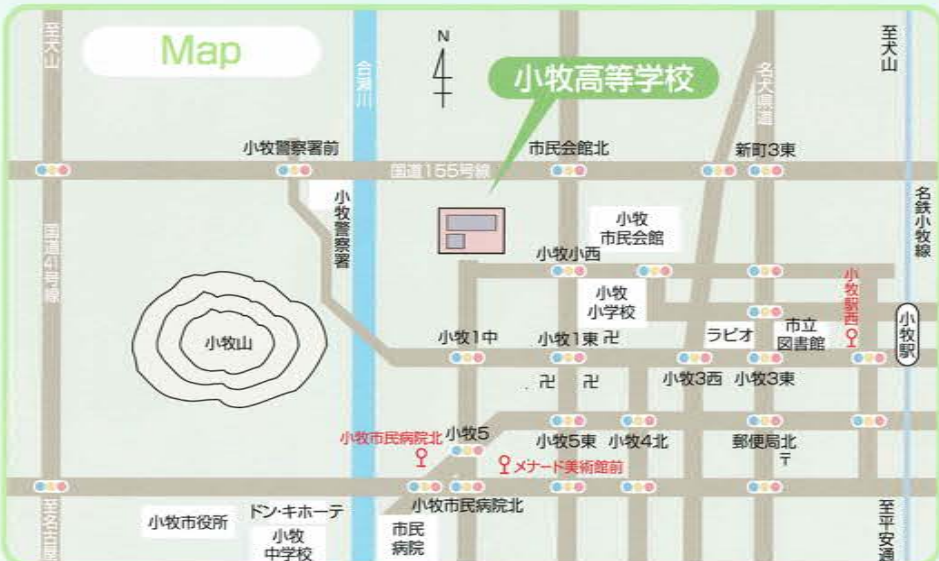 Map
至犬山
合瀬川
N
小牧高等学校
名犬県道
至犬山
小牧警察署前
国道155号線
市民会館北
新町3東
小牧警察署
国道41号線
小牧
市民会館
名鉄小牧線
小牧小西
小牧
小学校
小牧駅西
小牧山
小牧1中
小牧1東
卍
ラピオ
市立
図書館
小牧駅
卍
卍
小牧3西
小牧3東
小牧市民病院北
小牧5
メナード美術館前
小牧5東
小牧4北
郵便局北
〒
小牧市役所
ドン・キホーテ
小牧
中学校
小牧市民病院北
市民
病院
至名古屋
至平安通